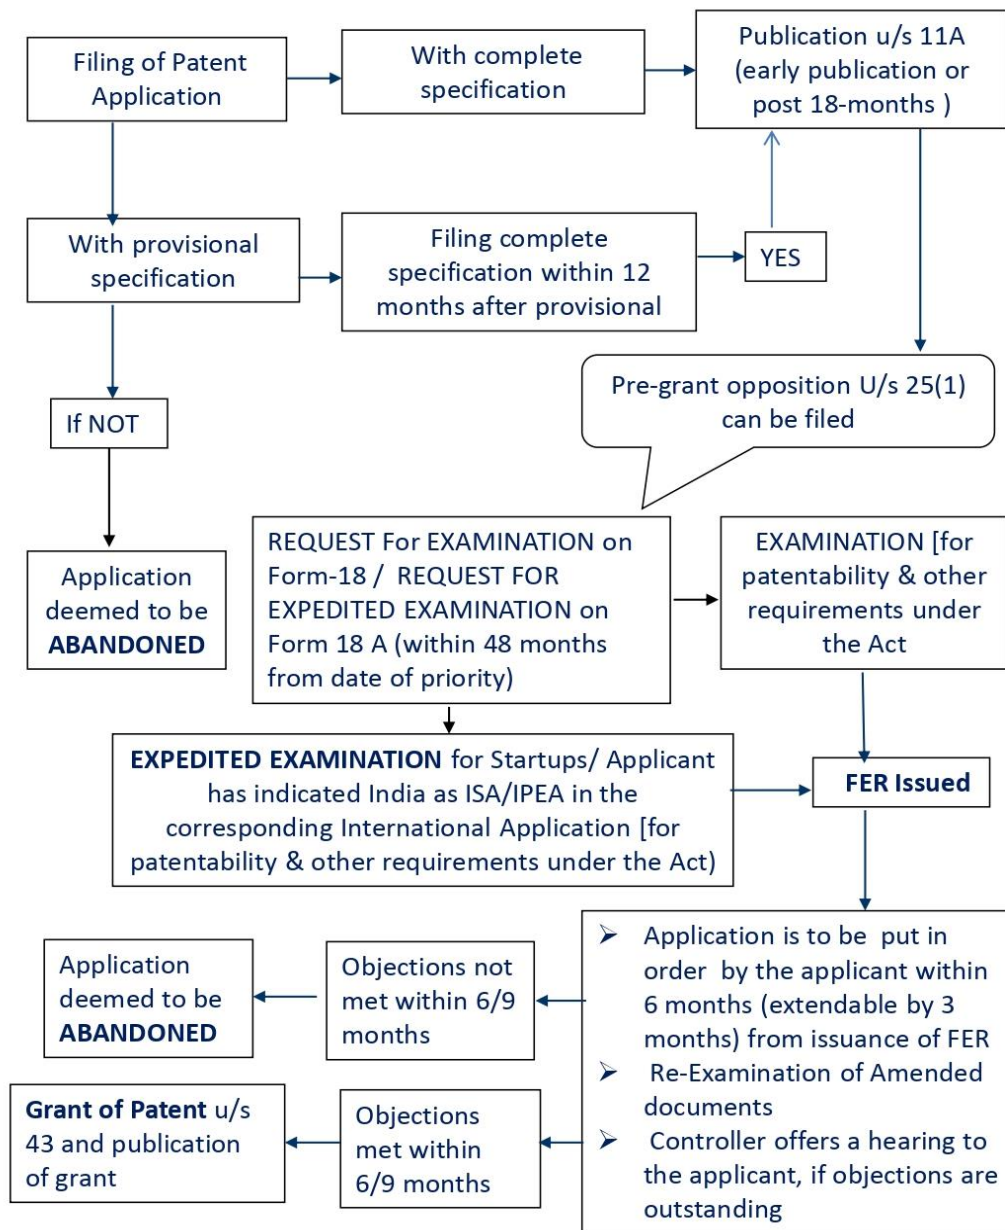 Filing of Patent
Application
With complete
specification
Publication u/s 11A
(early publication or
post 18-months )
With provisional
specification
Filing complete
specification within 12
months after provisional
YES
If NOT
Pre-grant opposition U/s 25(1)
can be filed
Application
deemed to be
ABANDONED
REQUEST For EXAMINATION on
Form-18 / REQUEST FOR
EXPEDITED EXAMINATION on
Form 18 A (within 48 months
from date of priority)
EXAMINATION [for
patentability & other
requirements under
the Act
EXPEDITED EXAMINATION for Startups/ Applicant
has indicated India as ISA/IPEA in the
corresponding International Application [for
patentability & other requirements under the Act)
FER Issued
➢ Application is to be put in
order by the applicant within
6 months (extendable by 3
months) from issuance of FER
➢ Re-Examination of Amended
documents
➢ Controller offers a hearing to
the applicant, if objections are
outstanding
Objections not
met within 6/9
months
Application
deemed to be
ABANDONED
Objections
met within
6/9 months
Grant of Patent u/s
43 and publication
of grant